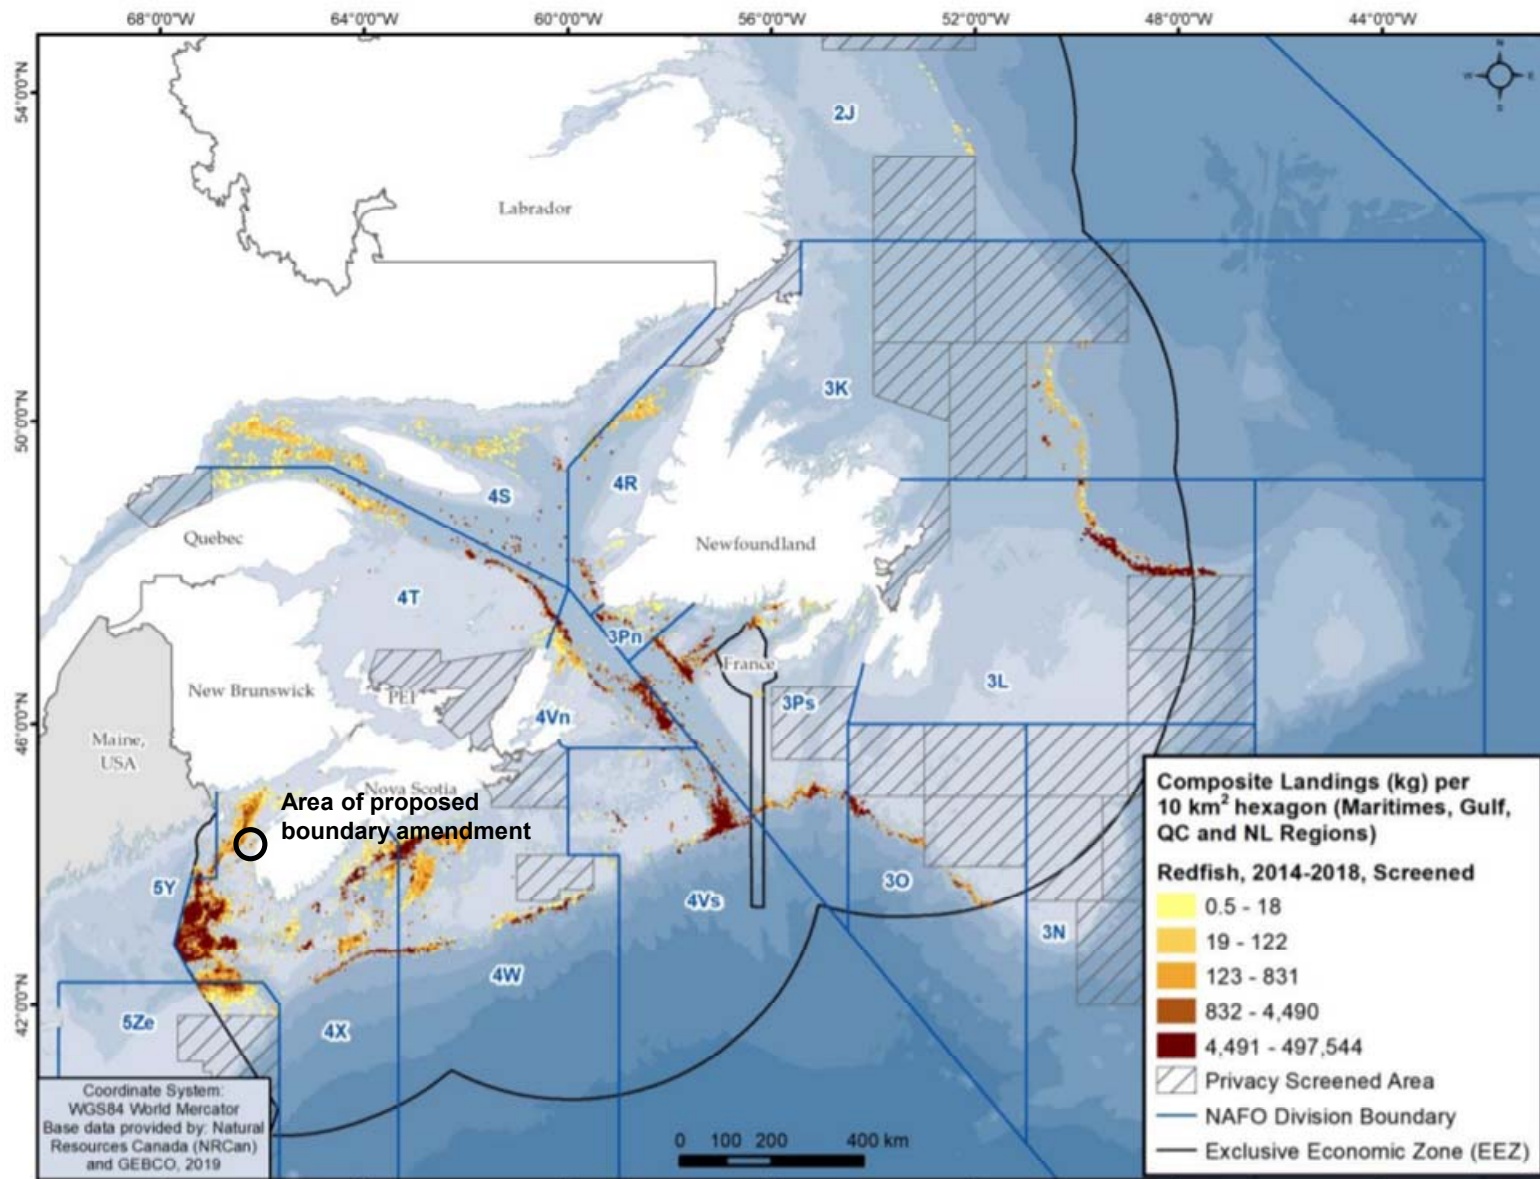 68°0'0"W 64°0'0"W 60°0'0"W 56°0'0"W 52°0'0"W 48°0'0"W 44°0'0"W
54°0'0"N
50°0'0"N
46°0'0"N
42°0'0"N
N
W E
S
2J
Labrador
3K
4S
4R
Quebec
Newfoundland
4T
3Pn
France
New Brunswick
PEI
3L
3Ps
4Vn
Maine,
USA
Nova Scotia
Area of proposed
boundary amendment
5Y
3O
4Vs
3N
4W
5Ze
4X
Composite Landings (kg) per
10 km² hexagon (Maritimes, Gulf,
QC and NL Regions)
Redfish, 2014-2018, Screened
0.5 - 18
19 - 122
123 - 831
832 - 4,490
4,491 - 497,544
Privacy Screened Area
NAFO Division Boundary
Exclusive Economic Zone (EEZ)
Coordinate System:
WGS84 World Mercator
Base data provided by: Natural
Resources Canada (NRCan)
and GEBCO, 2019
0 100 200 400 km